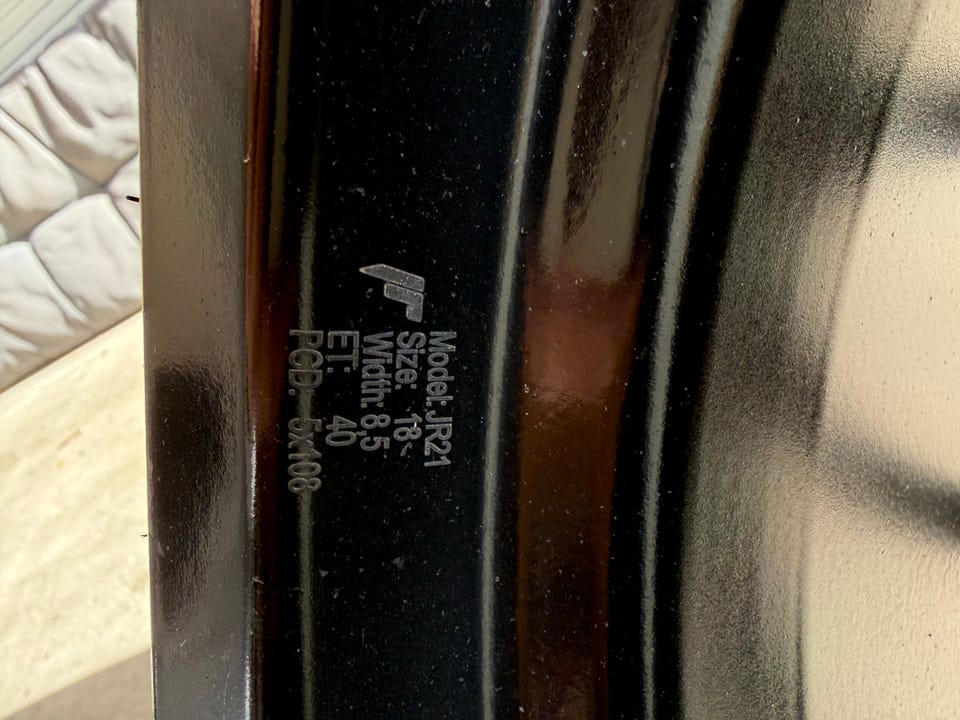 Model: JR21
Size: 18
Width: 8,5
ET: 40
PCD: 5x108